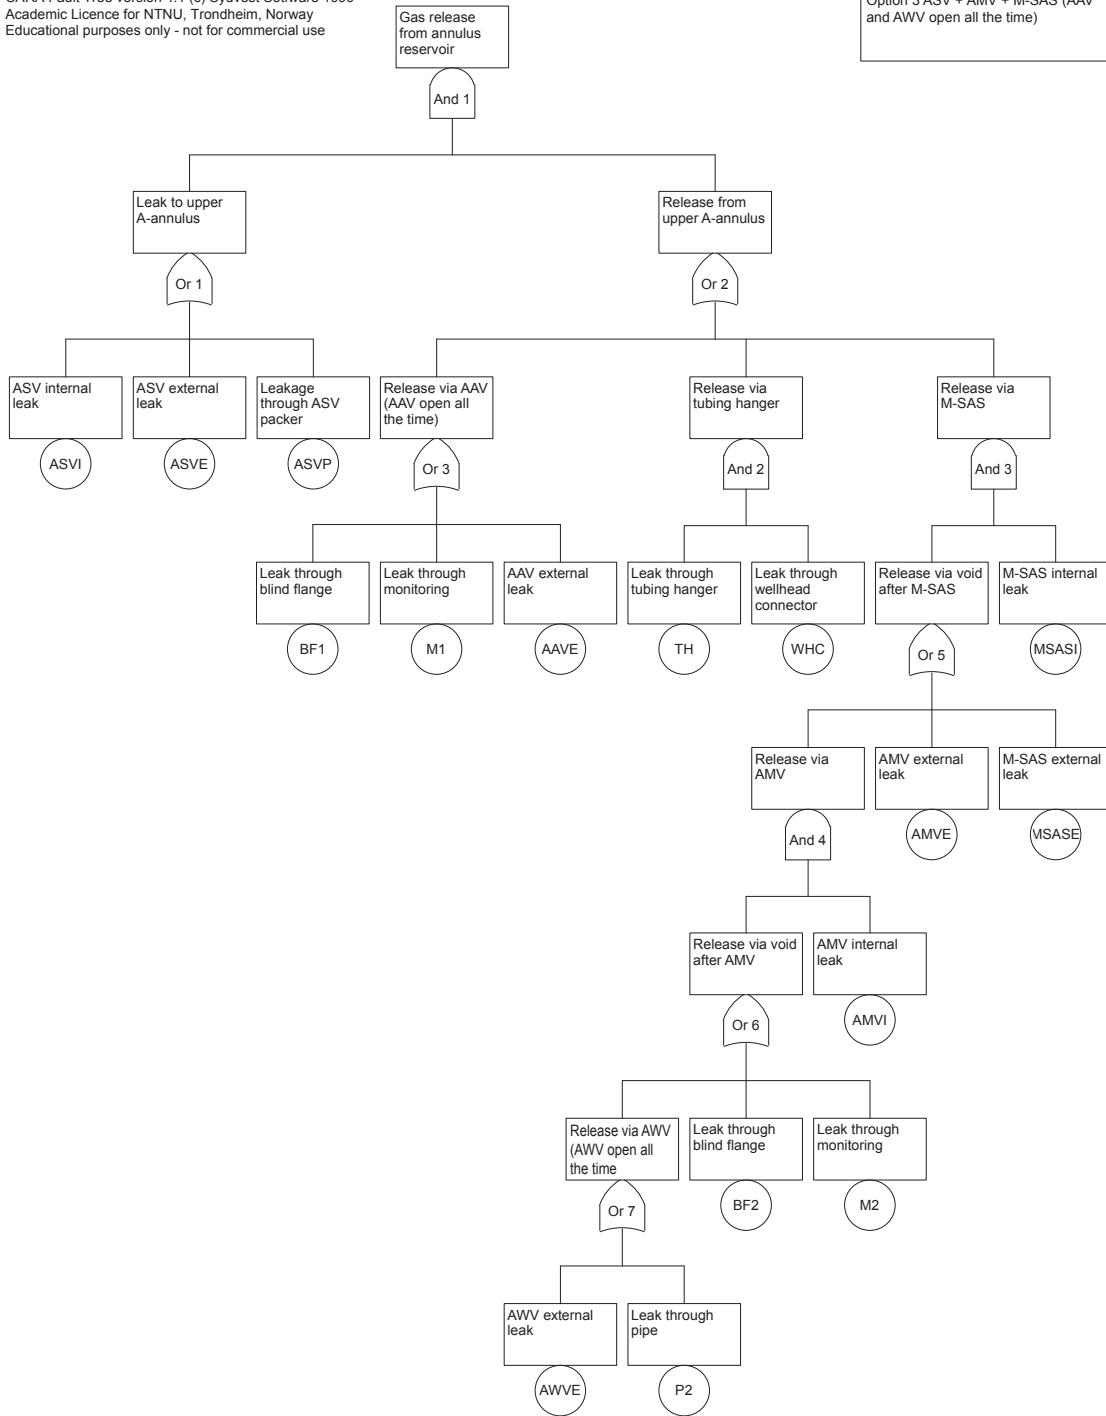 Academic Licence for NTNU, Trondheim, Norway
Educational purposes only - not for commercial use
Gas release
from annulus
reservoir
Option 3 ASV + AMV + M-SAS (AAV
and AWV open all the time)
And 1
Leak to upper
A-annulus
Release from
upper A-annulus
Or 1
Or 2
ASV internal
leak
ASV external
leak
Leakage
through ASV
packer
Release via AAV
(AAV open all
the time)
Release via
tubing hanger
Release via
M-SAS
ASVI
ASVE
ASVP
Or 3
And 2
And 3
Leak through
blind flange
Leak through
monitoring
AAV external
leak
Leak through
tubing hanger
Leak through
wellhead
connector
Release via void
after M-SAS
M-SAS internal
leak
BF1
M1
AAVE
TH
WHC
Or 5
MSASI
Release via
AMV
AMV external
leak
M-SAS external
leak
And 4
AMVE
MSASE
Release via void
after AMV
AMV internal
leak
Or 6
AMVI
Release via AWV
(AWV open all
the time
Leak through
blind flange
Leak through
monitoring
Or 7
BF2
M2
AWV external
leak
Leak through
pipe
AWVE
P2